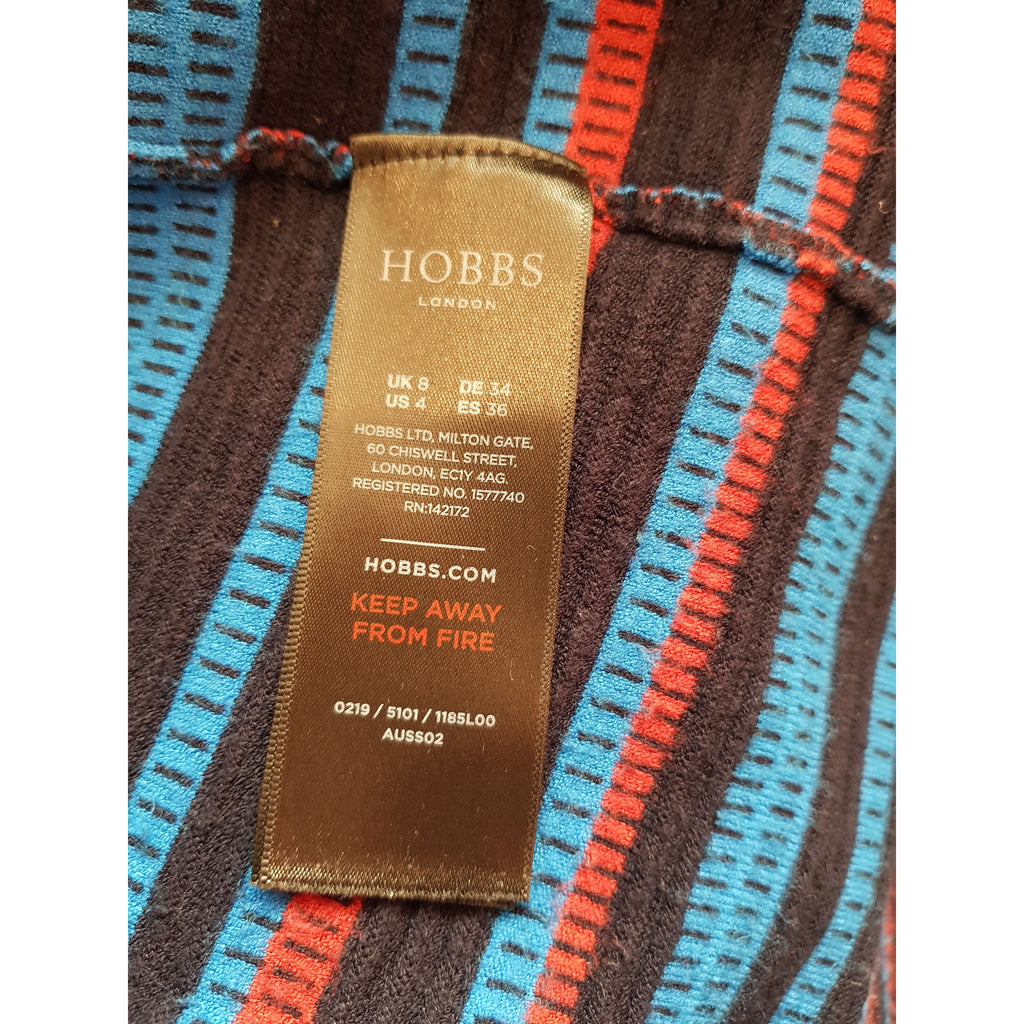 HOBBS
LONDON
UK 8 DE 34
US 4 ES 36
HOBBS LTD, MILTON GATE,
60 CHISWELL STREET,
LONDON, EC1Y 4AG.
REGISTERED NO. 1577740
RN:142172
HOBBS.COM
KEEP AWAY
FROM FIRE
0219 / 5101 / 1185L00
AUSS02